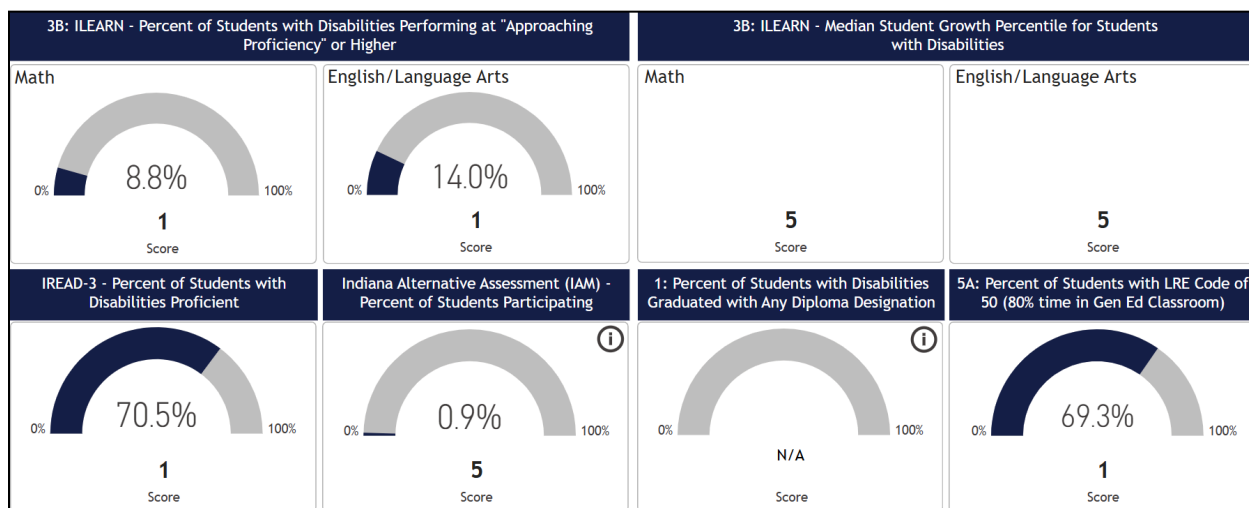 3B: ILEARN - Percent of Students with Disabilities Performing at "Approaching
Proficiency" or Higher
3B: ILEARN - Median Student Growth Percentile for Students
with Disabilities
Math
8.8%
0%
100%
1
Score
English/Language Arts
14.0%
0%
100%
1
Score
Math
5
Score
English/Language Arts
5
Score
IREAD-3 - Percent of Students with
Disabilities Proficient
70.5%
0%
100%
1
Score
Indiana Alternative Assessment (IAM) -
Percent of Students Participating
i
0.9%
0%
100%
5
Score
1: Percent of Students with Disabilities
Graduated with Any Diploma Designation
i
0%
100%
N/A
Score
5A: Percent of Students with LRE Code of
50 (80% time in Gen Ed Classroom)
69.3%
0%
100%
1
Score